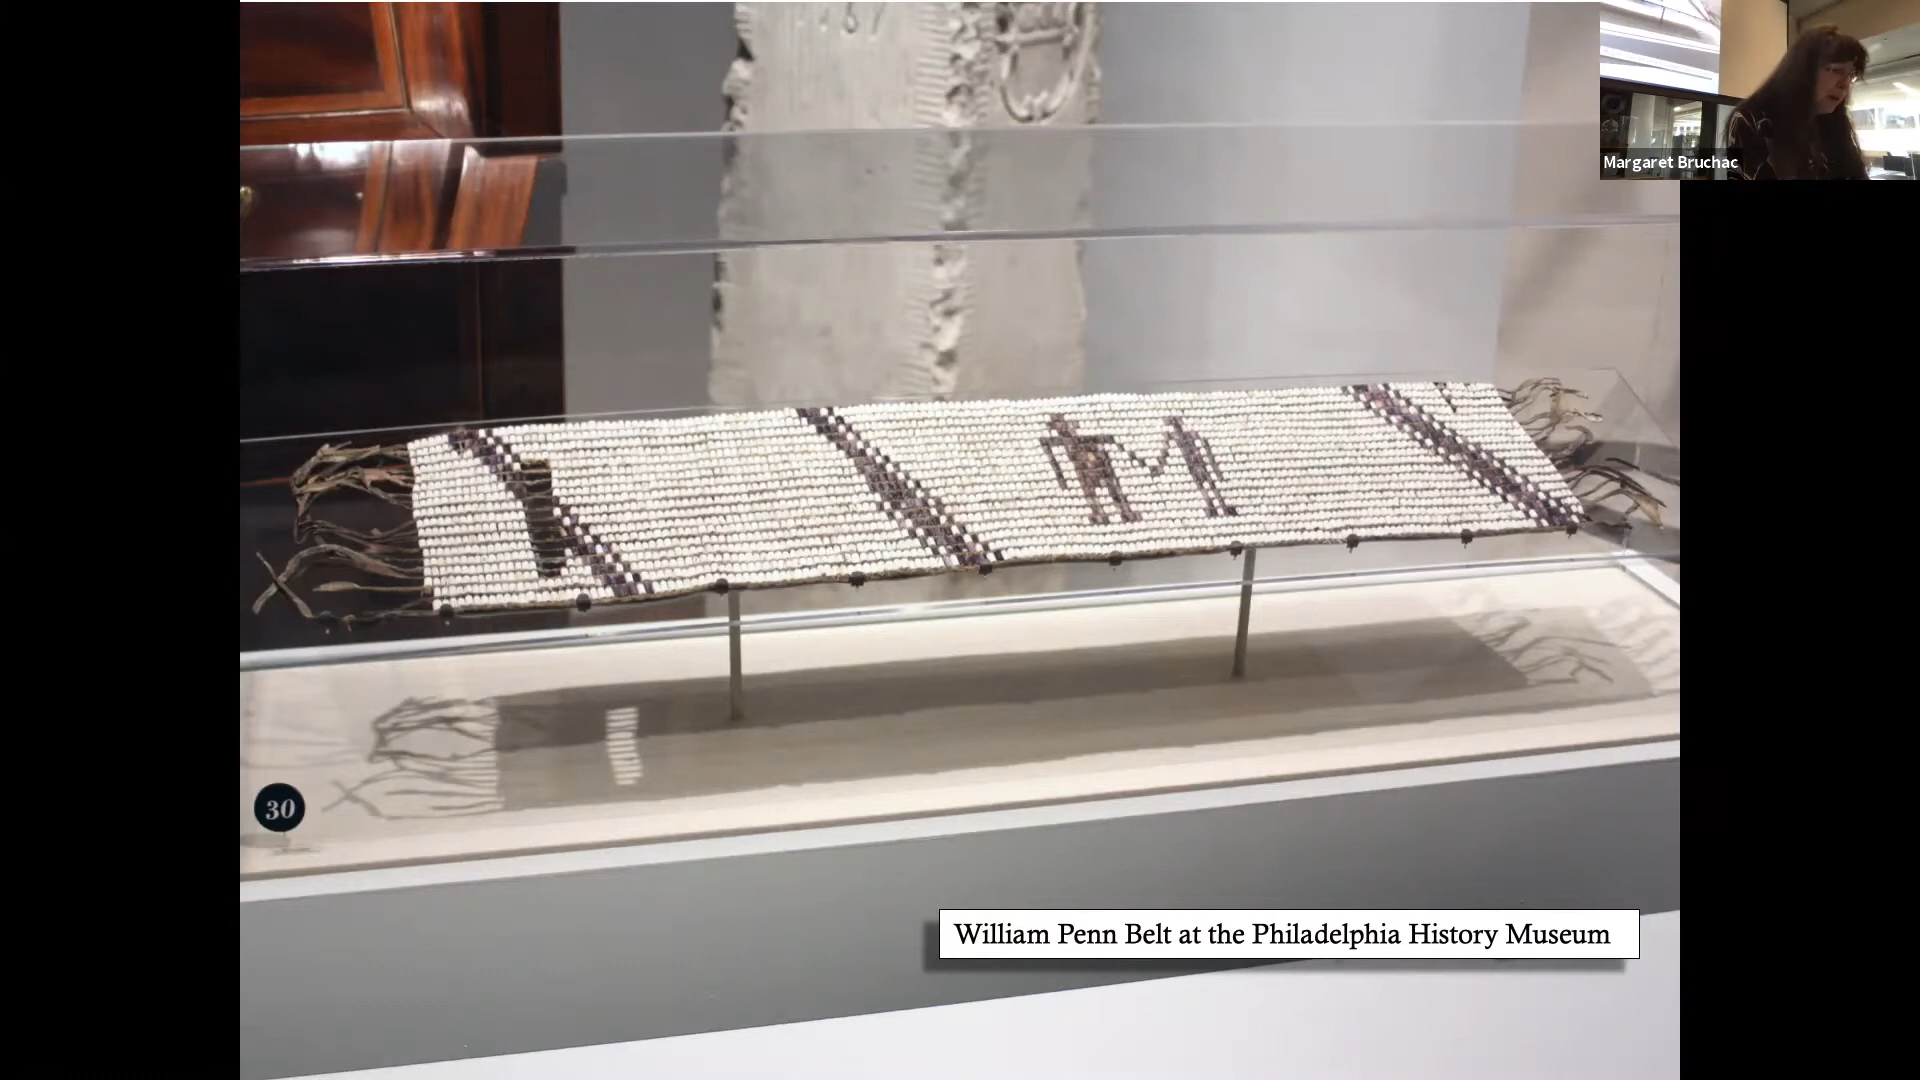 Margaret Bruchac
30
William Penn Belt at the Philadelphia History Museum